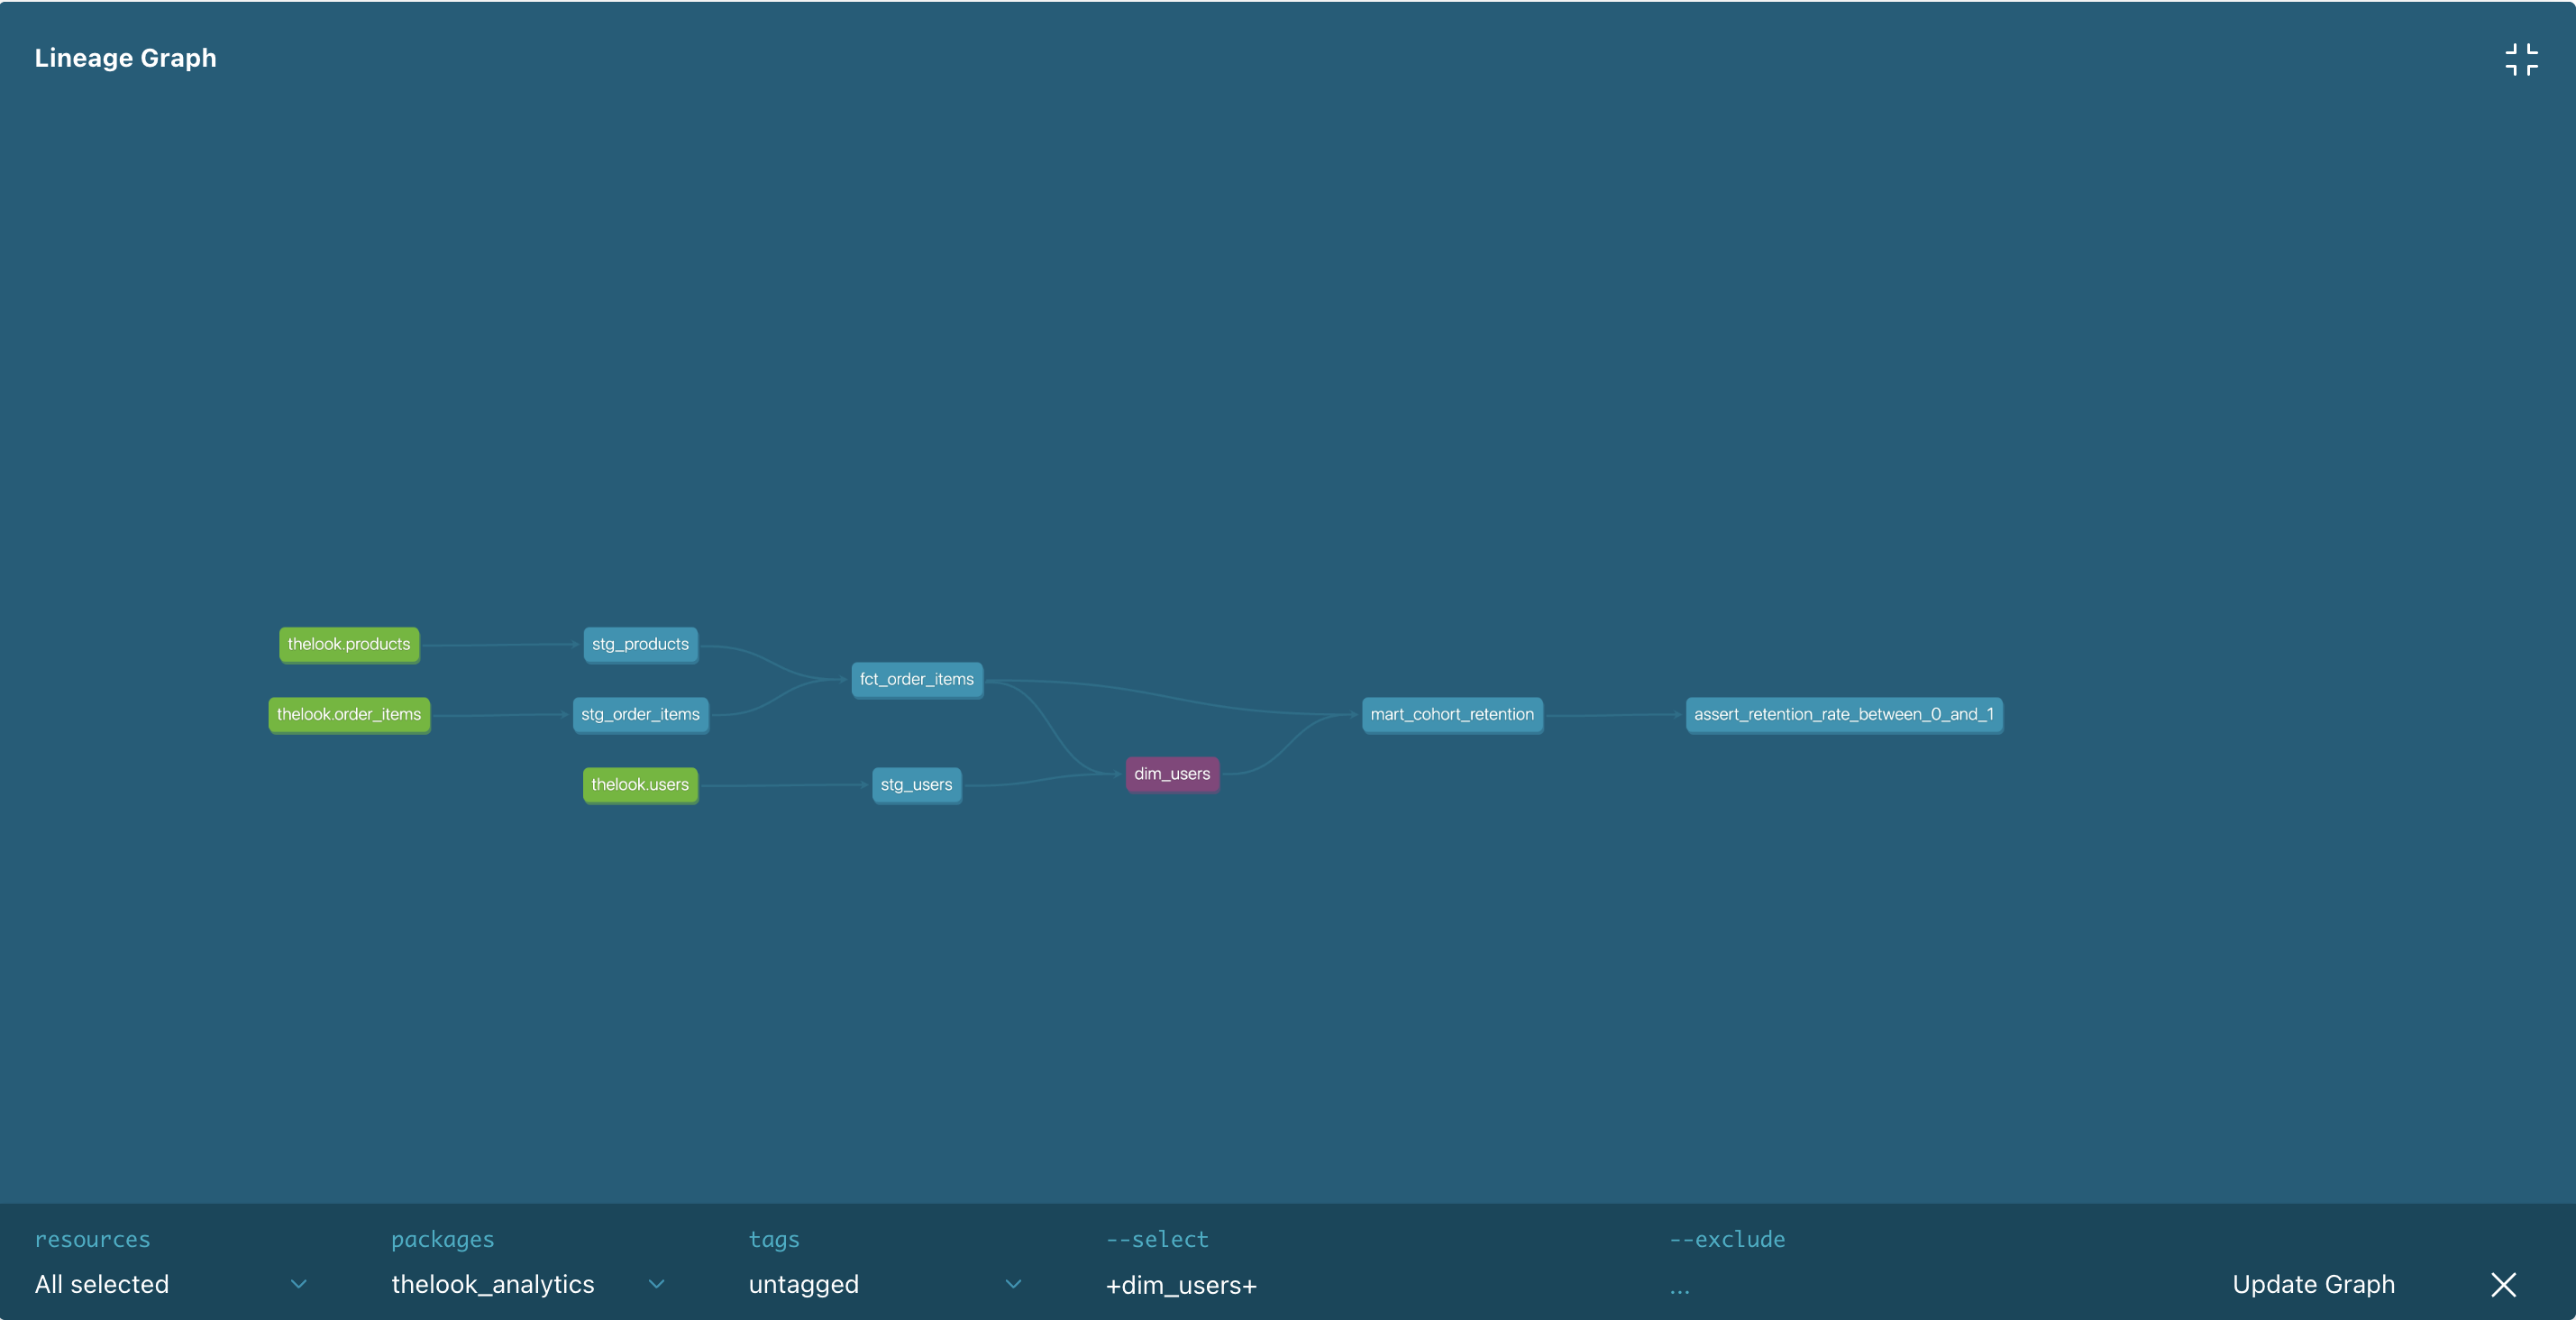 Lineage Graph
thelook.products
stg_products
fct_order_items
thelook.order_items
stg_order_items
mart_cohort_retention
assert_retention_rate_between_0_and_1
dim_users
thelook.users
stg_users
resources
packages
tags
--select
--exclude
All selected
thelook_analytics
untagged
+dim_users+
...
Update Graph